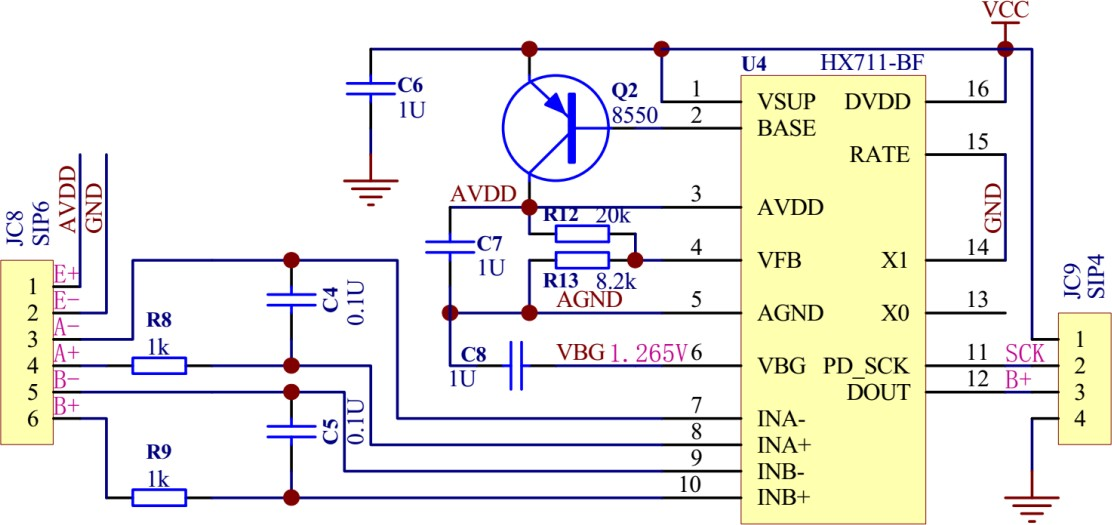 VCC
U4
HX711-BF
C6
1U
Q2
8550
1
VSUP
DVDD
16
2
BASE
RATE
15
AVDD
GND
JC8
SIP6
AVDD
3
AVDD
GND
R12
20k
C7
1U
4
VFB
X1
14
R13
8.2k
AGND
5
AGND
X0
13
JC9
SIP4
1
E+
2
E-
3
A-
4
A+
5
B-
6
B+
C4
0.1U
R8
1k
C8
1U
VBG
1.265V
6
VBG
PD_SCK
11
SCK
DOUT
12
B+
1
2
3
4
C5
0.1U
R9
1k
7
INA-
8
INA+
9
INB-
10
INB+